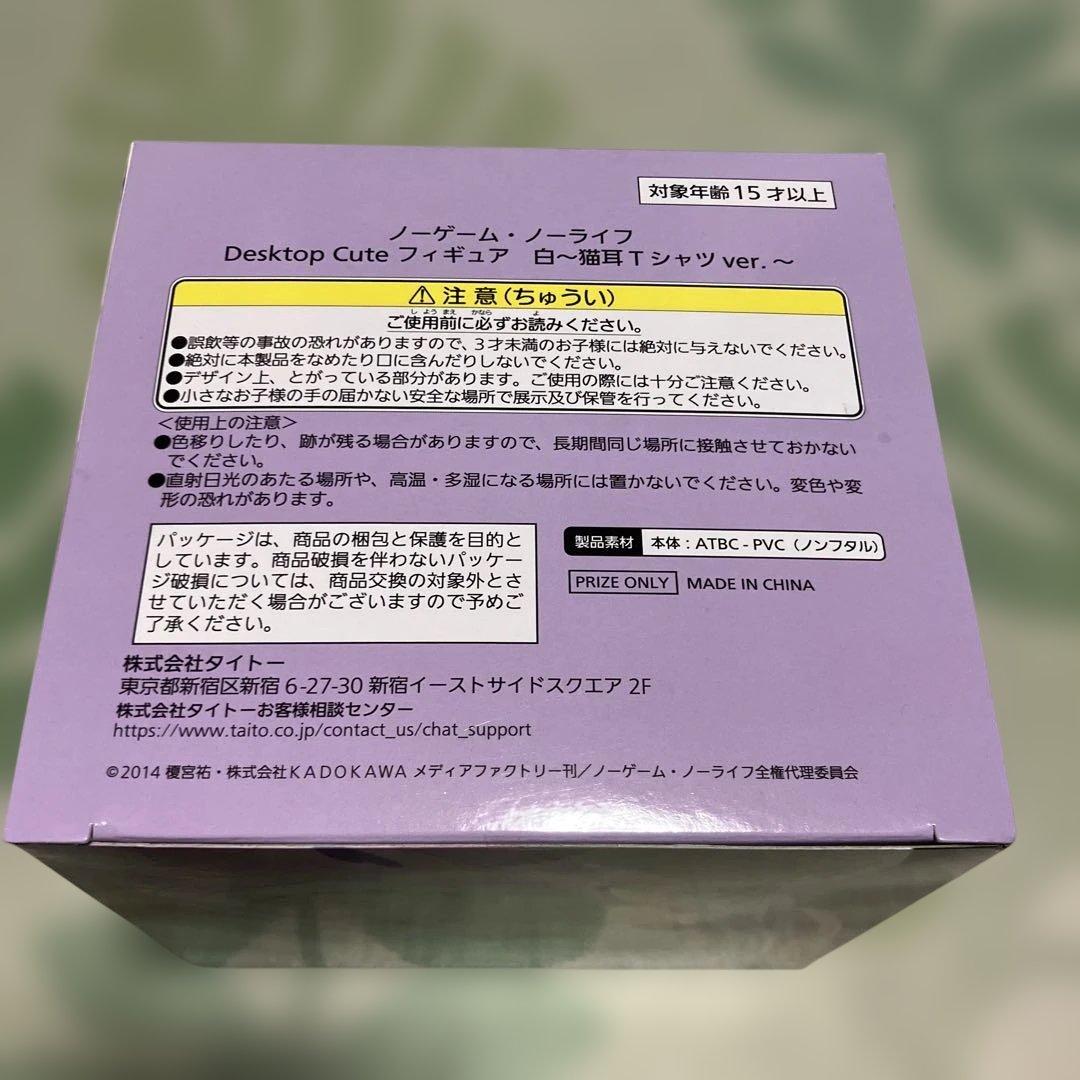 対象年齢15才以上
ノーゲーム・ノーライフ
Desktop Cute フィギュア 白～猫耳Tシャツver.～
⚠注意(ちゅうい)
ご使用前に必ずお読みください。
●誤飲等の事故の恐れがありますので、3才未満のお子様には絶対に与えないでください。
●絶対に本製品をなめたり口に含んだりしないでください。
●デザイン上、とがっている部分があります。ご使用の際には十分ご注意ください。
●小さなお子様の手の届かない安全な場所で展示及び保管を行ってください。
＜使用上の注意＞
●色移りしたり、跡が残る場合がありますので、長期間同じ場所に接触させておかない
でください。
●直射日光のあたる場所や、高温・多湿になる場所には置かないでください。変色や変
形の恐れがあります。
パッケージは、商品の梱包と保護を目的と
しています。商品破損を伴わないパッケー
ジ破損については、商品交換の対象外とさ
せていただく場合がございますので予めご
了承ください。
製品素材 本体：ATBC-PVC（ノンフタル）
PRIZE ONLY MADE IN CHINA
株式会社タイトー
東京都新宿区新宿 6-27-30 新宿イーストサイドスクエア 2F
株式会社タイトーお客様相談センター
https://www.taito.co.jp/contact_us/chat_support
©2014 榎宮祐・株式会社KADOKAWA メディアファクトリー刊／ノーゲーム・ノーライフ全権代理委員会